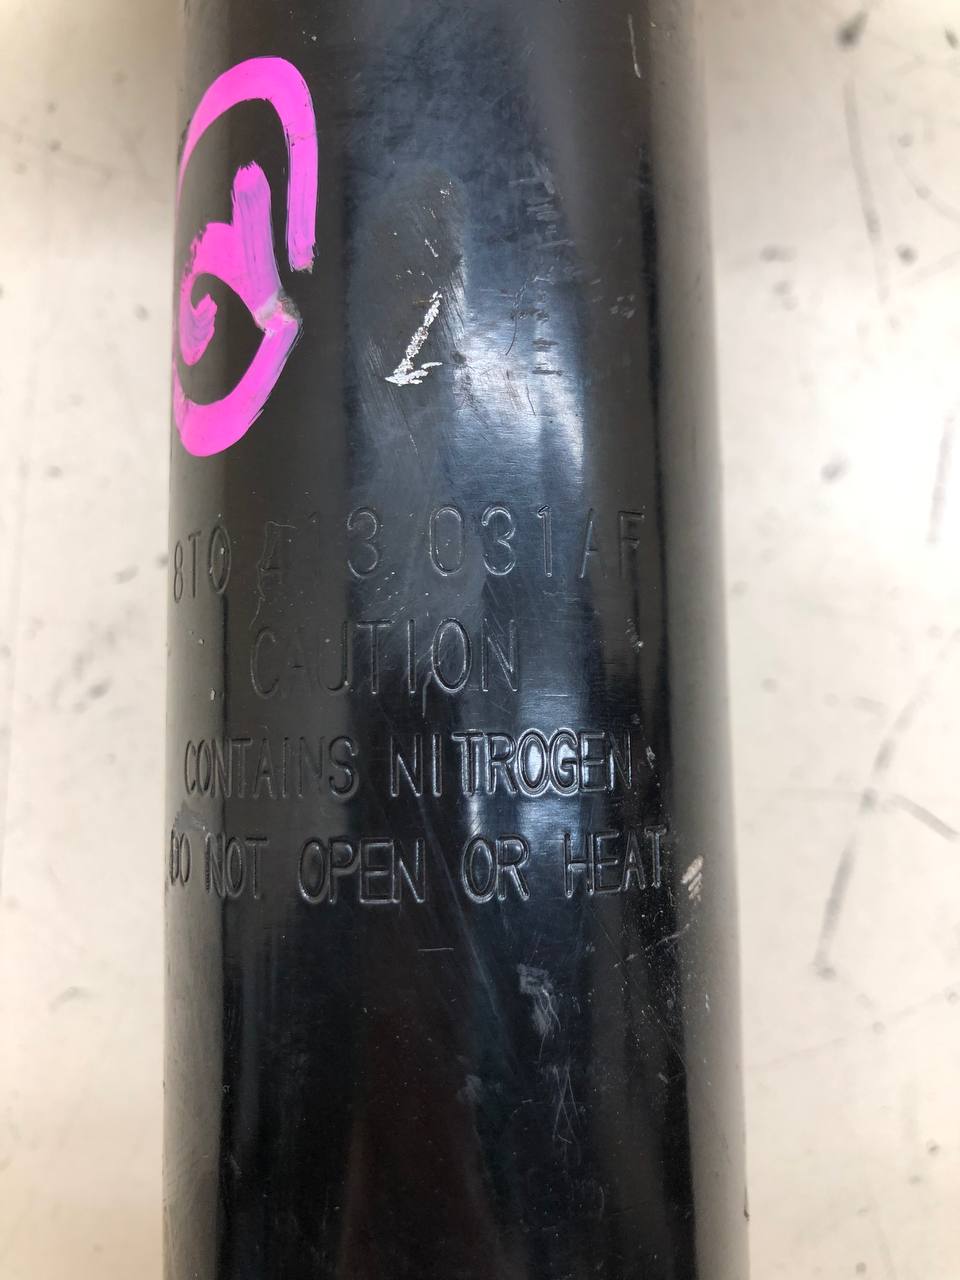 8T0 413 031AF
CAUTION
CONTAINS NITROGEN
DO NOT OPEN OR HEAT